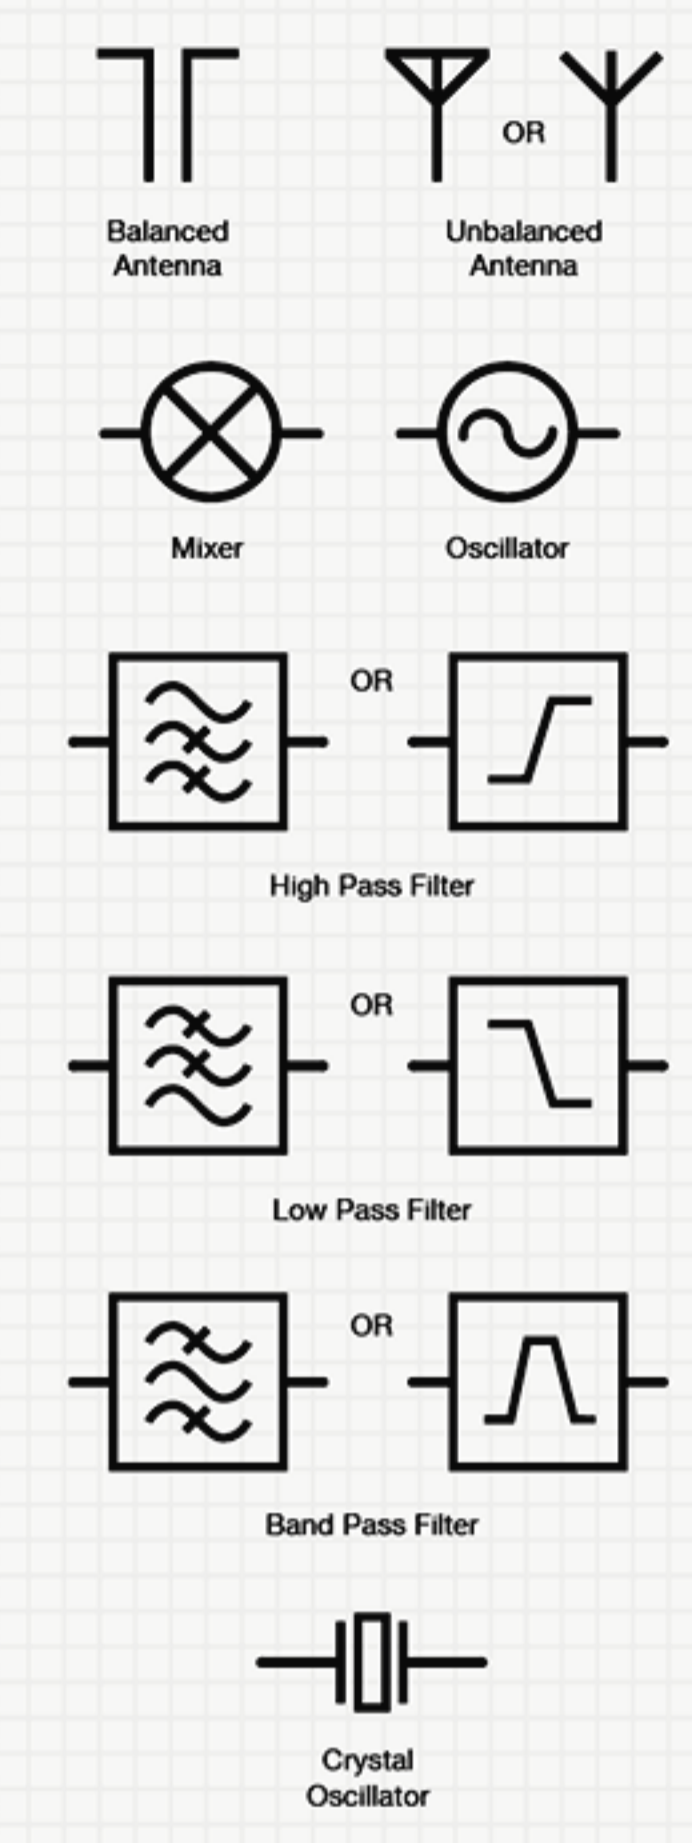 OR
Balanced
Antenna
Unbalanced
Antenna
Mixer
Oscillator
OR
High Pass Filter
OR
Low Pass Filter
OR
Band Pass Filter
Crystal
Oscillator